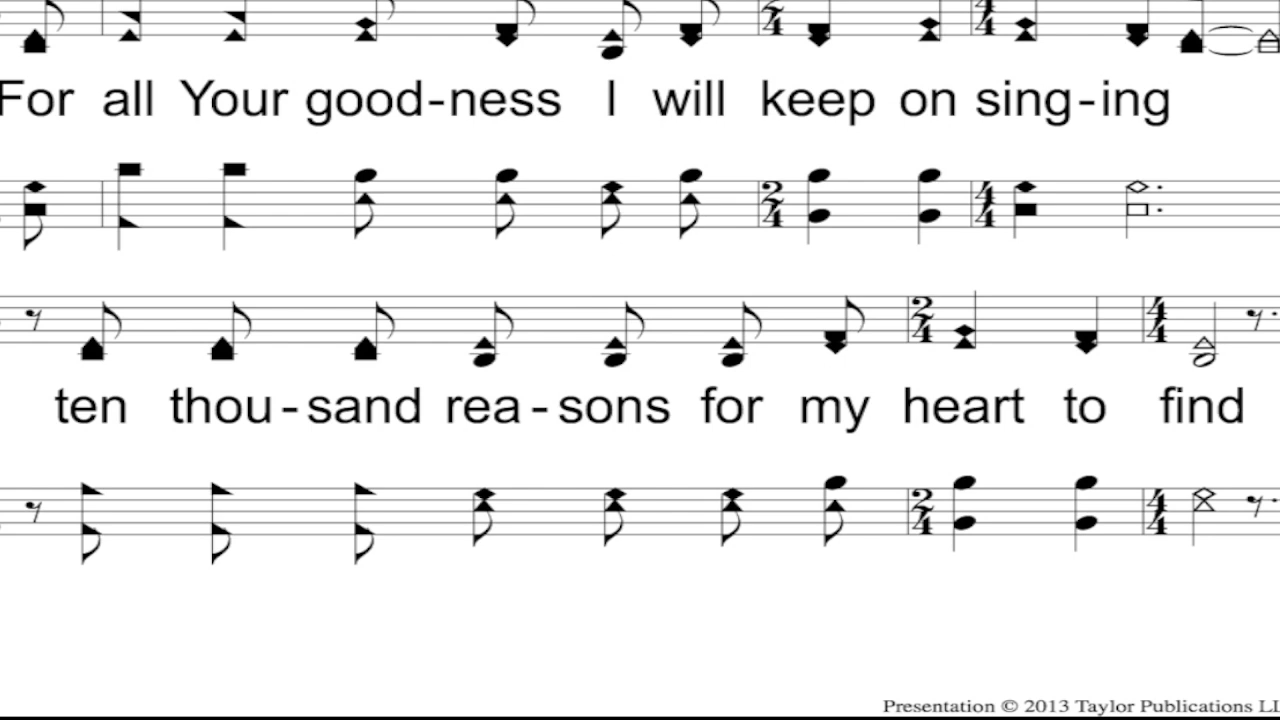 For all Your good-ness I will keep on sing-ing
ten thou-sand rea-sons for my heart to find
Presentation © 2013 Taylor Publications LL